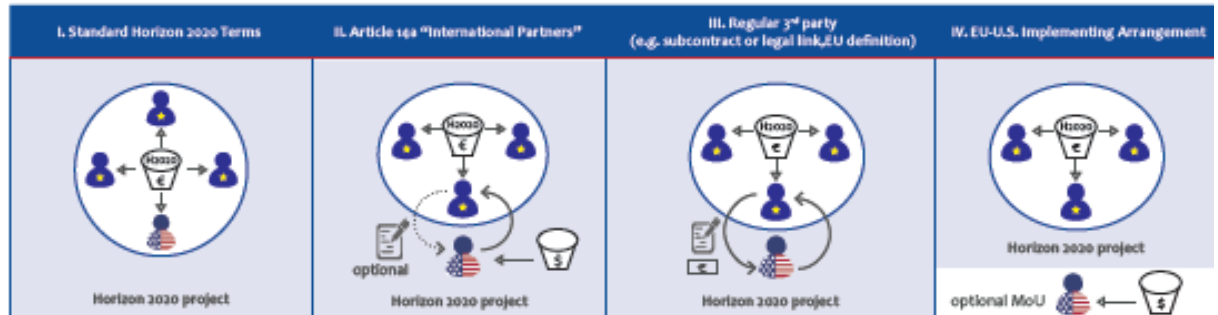 I. Standard Horizon 2020 Terms
II. Article 14a "International Partners"
III. Regular 3rd party
(e.g. subcontract or legal link,EU definition)
IV. EU-U.S. Implementing Arrangement
H2020
€
Horizon 2020 project
H2020
€
optional
$
Horizon 2020 project
H2020
€
€
Horizon 2020 project
H2020
€
Horizon 2020 project
optional MoU
$